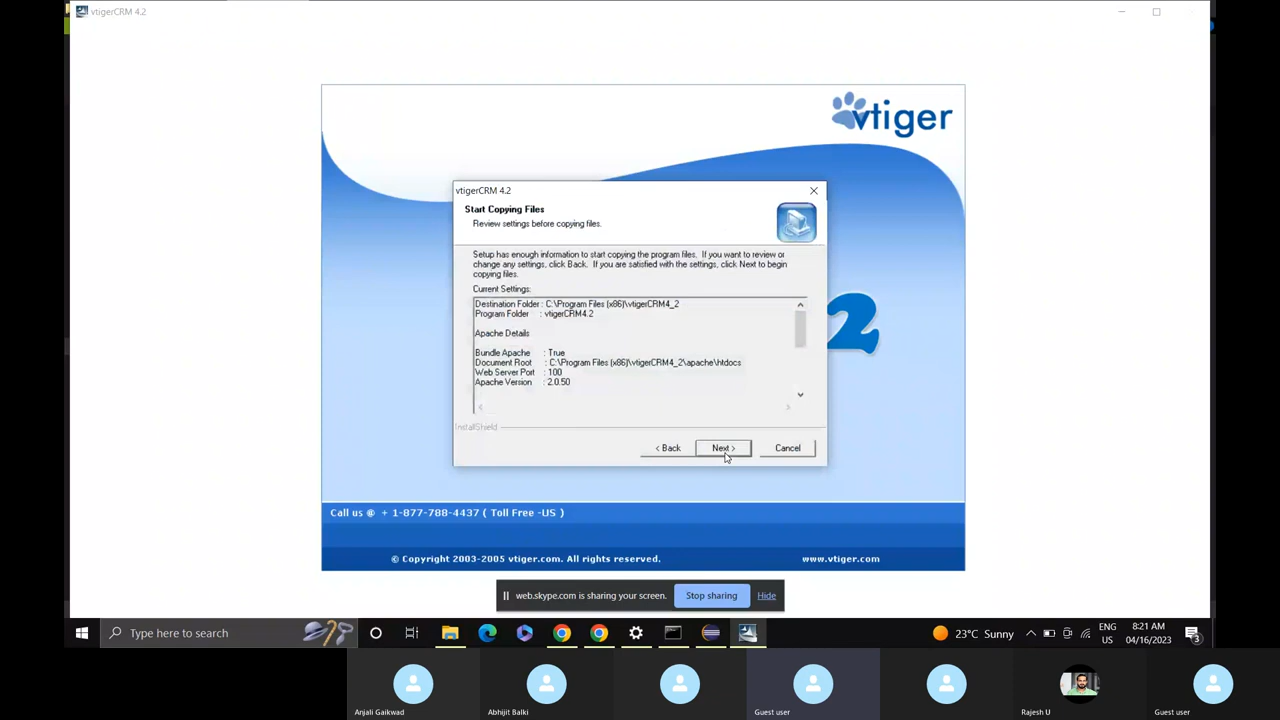 vtigerCRM 4.2
vtiger
vtigerCRM 4.2
Start Copying Files
Review settings before copying files.
Setup has enough information to start copying the program files. If you want to review or
change any settings, click Back. If you are satisfied with the settings, click Next to begin
copying files.
Current Settings:
Destination Folder : C:\Program Files (x86)\vtigerCRM4_2
Program Folder : vtigerCRM4.2
Apache Details
Bundle Apache : True
Document Root : C:\Program Files (x86)\vtigerCRM4_2\apache\htdocs
Web Server Port : 100
Apache Version : 2.0.50
2
InstallShield
< Back Next > Cancel
Call us @ + 1-877-788-4437 ( Toll Free -US )
© Copyright 2003-2005 vtiger.com. All rights reserved. www.vtiger.com
web.skype.com is sharing your screen. Stop sharing Hide
Type here to search 23°C Sunny ENG 8:21 AM
US 04/16/2023 3
Anjali Gaikwad Abhijit Balki Guest user Rajesh U Guest user